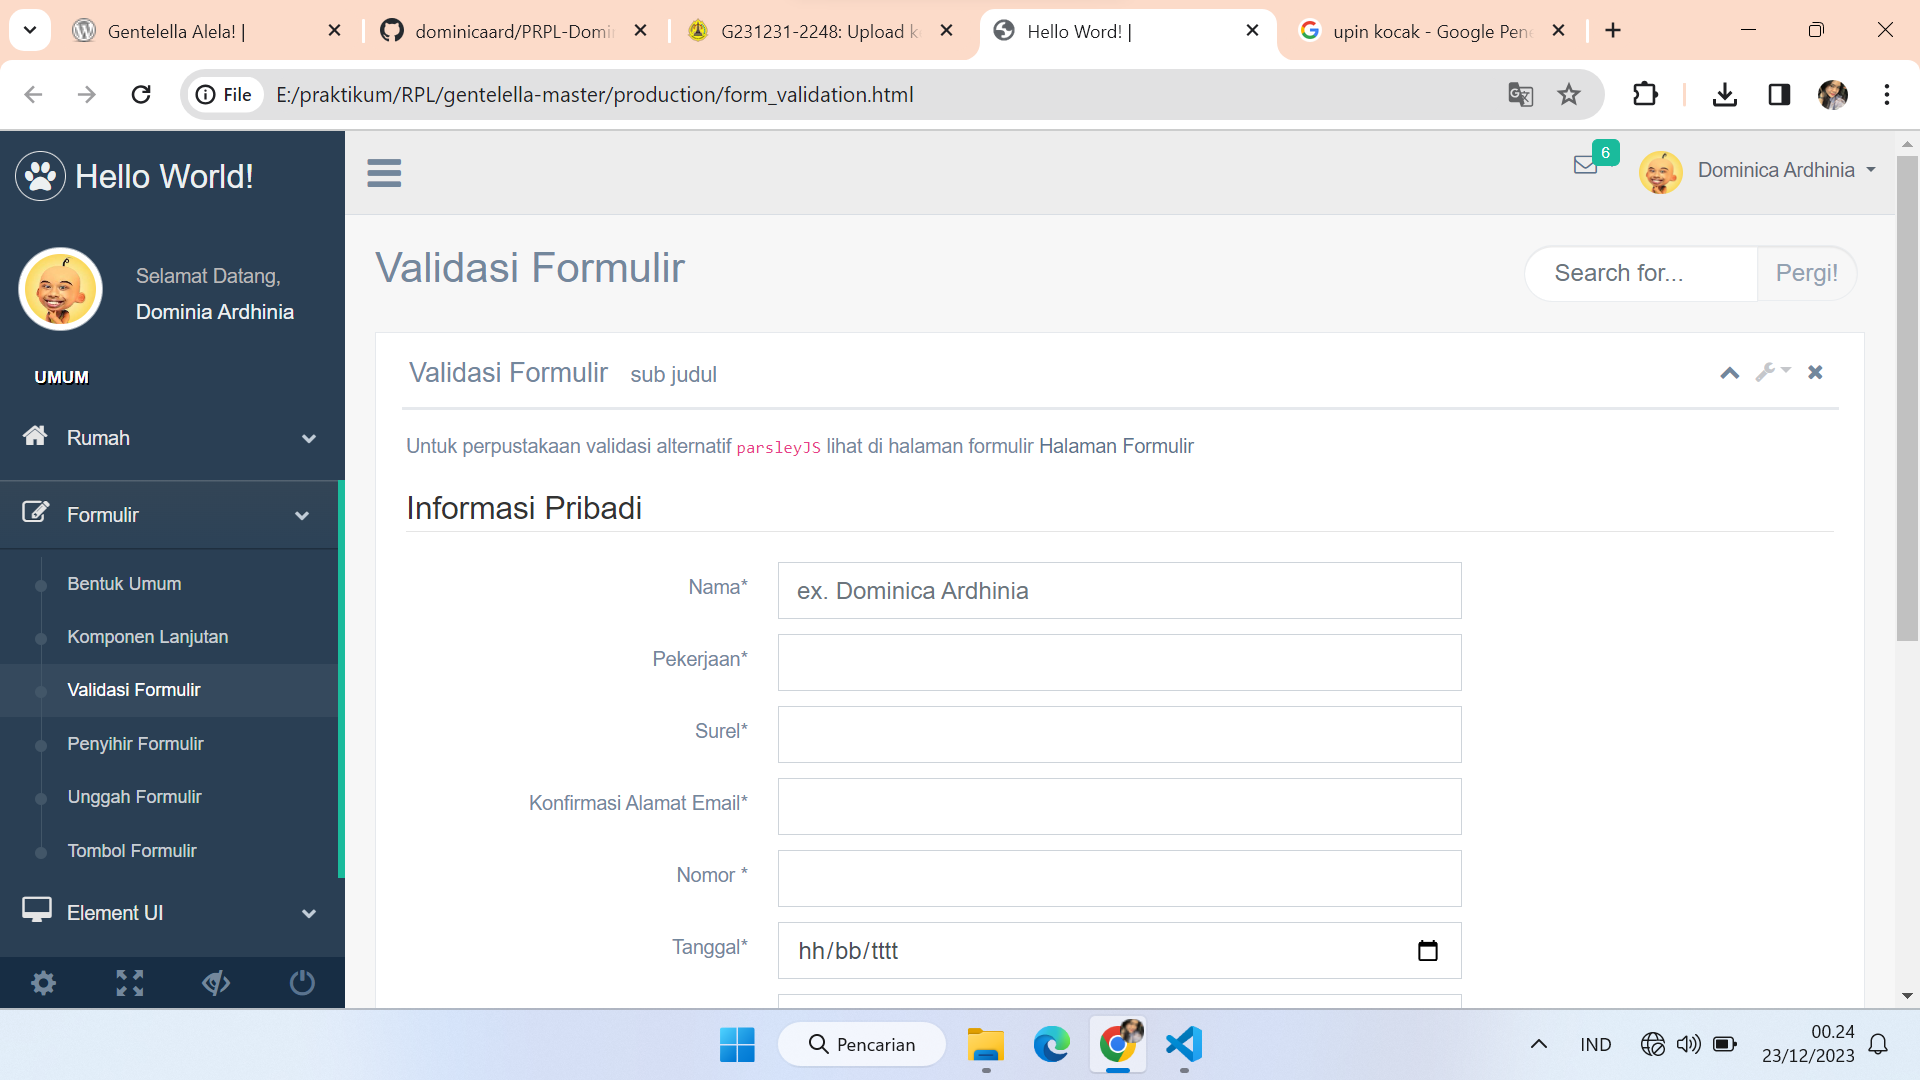 Gentelella Alela! |
dominicaard/PRPL-Domi
G231231-2248: Upload k
Hello Word! |
upin kocak - Google Pen
File
E:/praktikum/RPL/gentelella-master/production/form_validation.html
Hello World!
6
Dominica Ardhinia
Selamat Datang,
Dominia Ardhinia
UMUM
Rumah
Formulir
Bentuk Umum
Komponen Lanjutan
Validasi Formulir
Penyihir Formulir
Unggah Formulir
Tombol Formulir
Element UI
Validasi Formulir
Search for...
Pergi!
Validasi Formulir sub judul
Untuk perpustakaan validasi alternatif parsleyJS lihat di halaman formulir Halaman Formulir
Informasi Pribadi
Nama*
ex. Dominica Ardhinia
Pekerjaan*
Surel*
Konfirmasi Alamat Email*
Nomor *
Tanggal*
hh/bb/tttt
Pencarian
IND
00.24
23/12/2023